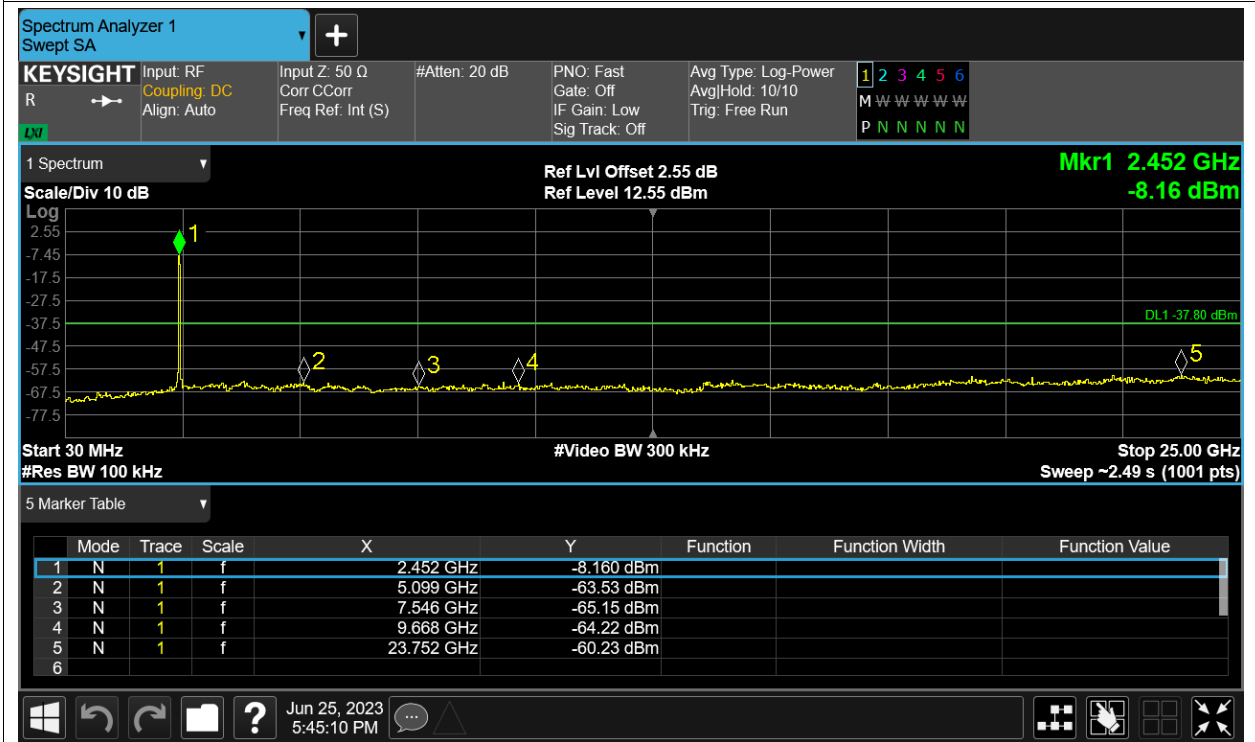 Spectrum Analyzer 1
Swept SA
+
KEYSIGHT
R
LXI
Input: RF
Coupling: DC
Align: Auto
Input Z: 50 Ω
Corr CCorr
Freq Ref: Int (S)
#Atten: 20 dB
PNO: Fast
Gate: Off
IF Gain: Low
Sig Track: Off
Avg Type: Log-Power
Avg|Hold: 10/10
Trig: Free Run
1 2 3 4 5 6
M W W W W W
P N N N N N
1 Spectrum
Scale/Div 10 dB
Ref Lvl Offset 2.55 dB
Ref Level 12.55 dBm
Mkr1 2.452 GHz
-8.16 dBm
Log
2.55
-7.45
-17.5
-27.5
-37.5
-47.5
-57.5
-67.5
-77.5
1
2
3
4
5
DL1 -37.80 dBm
Start 30 MHz
#Res BW 100 kHz
#Video BW 300 kHz
Stop 25.00 GHz
Sweep ~2.49 s (1001 pts)
5 Marker Table
Mode Trace Scale X Y Function Function Width Function Value
1 N 1 f 2.452 GHz -8.160 dBm
2 N 1 f 5.099 GHz -63.53 dBm
3 N 1 f 7.546 GHz -65.15 dBm
4 N 1 f 9.668 GHz -64.22 dBm
5 N 1 f 23.752 GHz -60.23 dBm
6
?
Jun 25, 2023
5:45:10 PM